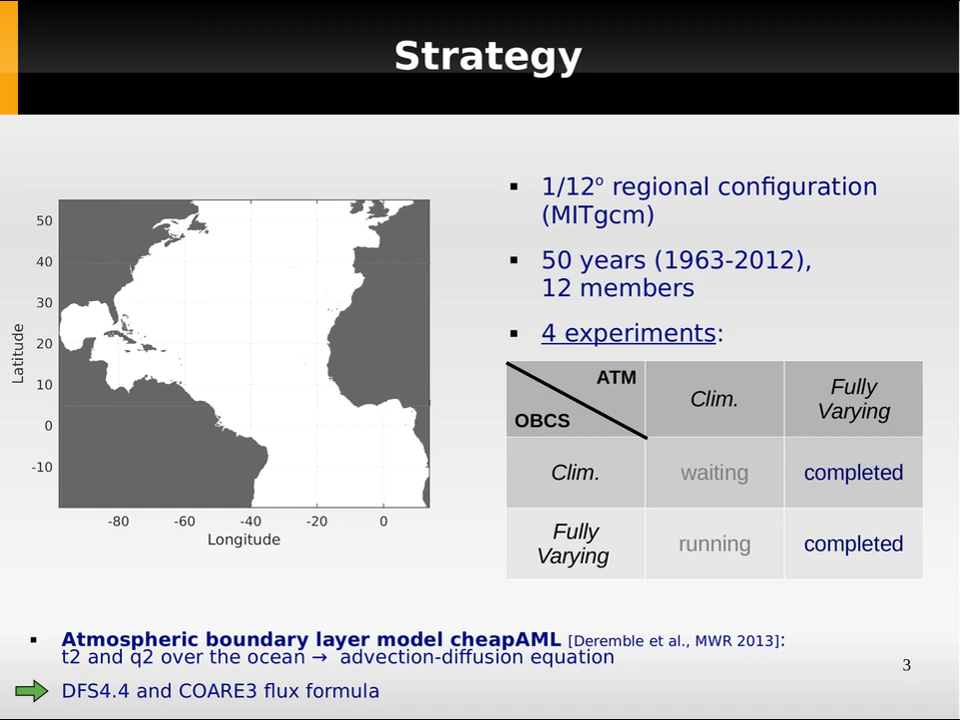 Strategy
50
40
30
20
10
0
-10
Latitude
-80 -60 -40 -20 0
Longitude
▪ 1/12º regional configuration
(MITgcm)
▪ 50 years (1963-2012),
12 members
▪ 4 experiments:
ATM
OBCS
Clim.
Fully
Varying
Clim. waiting completed
Fully
Varying
running completed
▪ Atmospheric boundary layer model cheapAML [Deremble et al., MWR 2013]:
t2 and q2 over the ocean → advection-diffusion equation
DFS4.4 and COARE3 flux formula
3